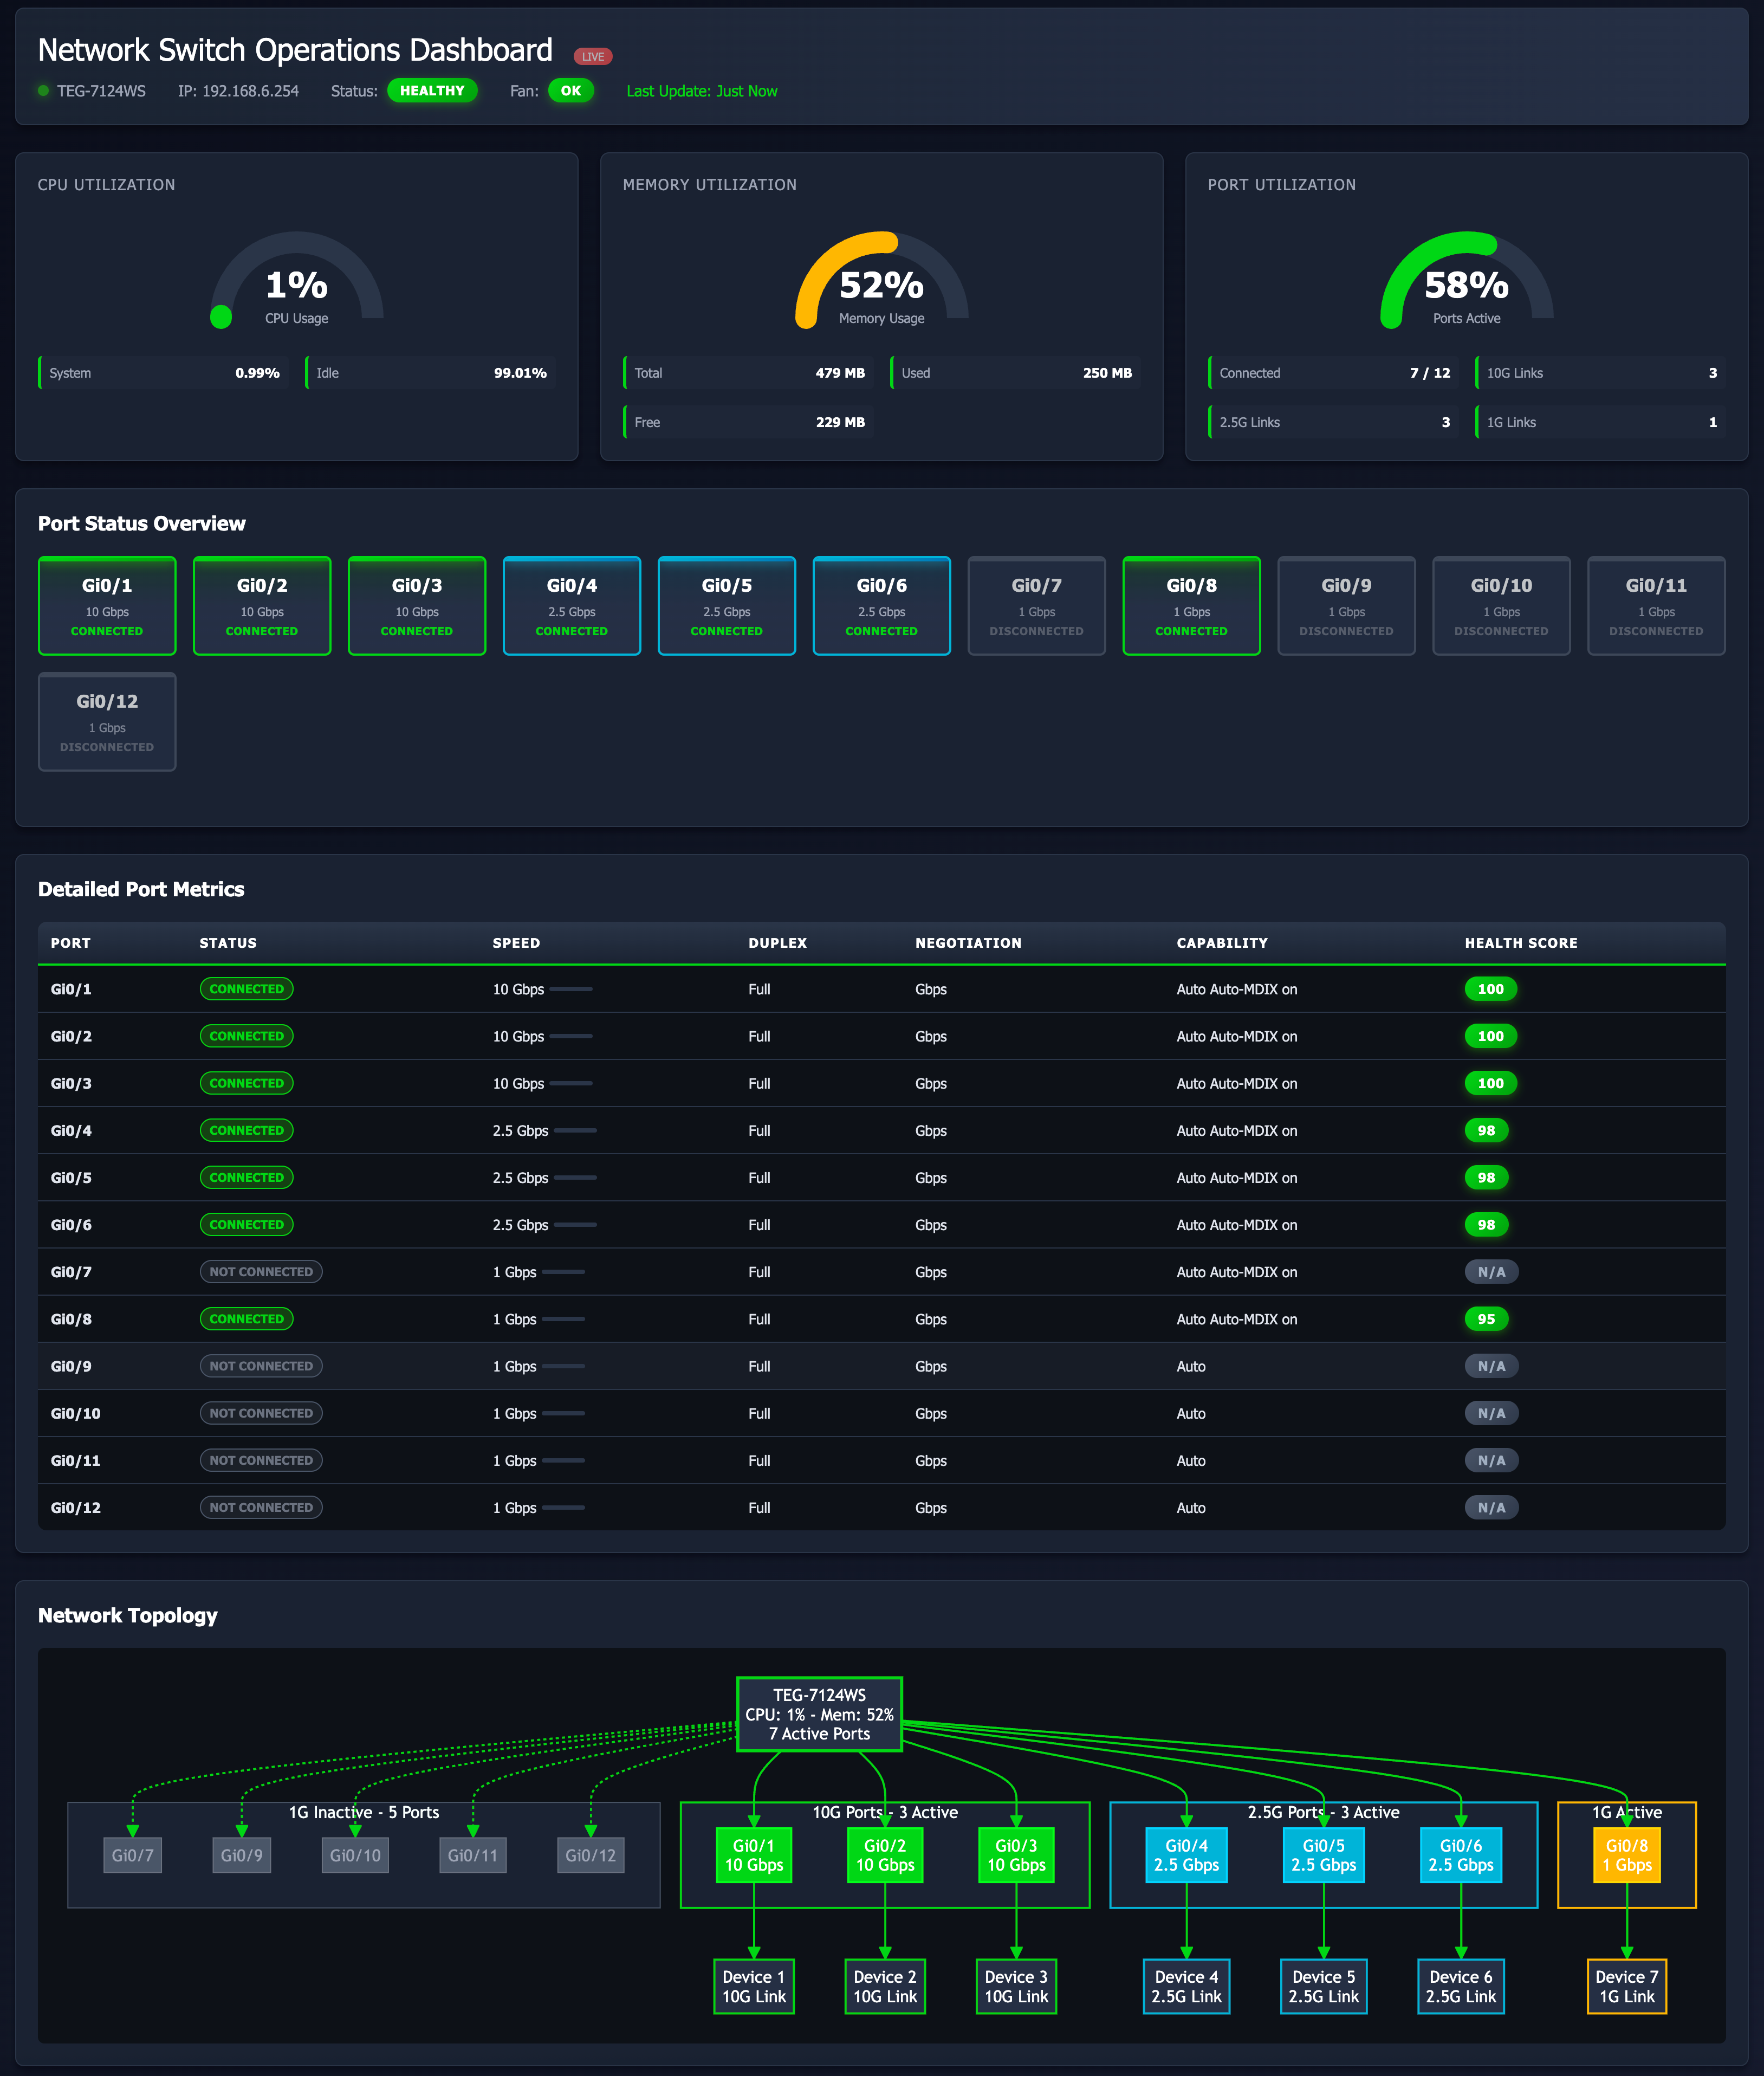 Network Switch Operations Dashboard LIVE
TEG-7124WS IP: 192.168.6.254 Status: HEALTHY Fan: OK Last Update: Just Now
CPU UTILIZATION
1%
CPU Usage
System 0.99% Idle 99.01%
MEMORY UTILIZATION
52%
Memory Usage
Total 479 MB Used 250 MB
Free 229 MB
PORT UTILIZATION
58%
Ports Active
Connected 7 / 12 10G Links 3
2.5G Links 3 1G Links 1
Port Status Overview
Gi0/1
10 Gbps
CONNECTED
Gi0/2
10 Gbps
CONNECTED
Gi0/3
10 Gbps
CONNECTED
Gi0/4
2.5 Gbps
CONNECTED
Gi0/5
2.5 Gbps
CONNECTED
Gi0/6
2.5 Gbps
CONNECTED
Gi0/7
1 Gbps
DISCONNECTED
Gi0/8
1 Gbps
CONNECTED
Gi0/9
1 Gbps
DISCONNECTED
Gi0/10
1 Gbps
DISCONNECTED
Gi0/11
1 Gbps
DISCONNECTED
Gi0/12
1 Gbps
DISCONNECTED
Detailed Port Metrics
PORT STATUS SPEED DUPLEX NEGOTIATION CAPABILITY HEALTH SCORE
Gi0/1 CONNECTED 10 Gbps Full Gbps Auto Auto-MDIX on 100
Gi0/2 CONNECTED 10 Gbps Full Gbps Auto Auto-MDIX on 100
Gi0/3 CONNECTED 10 Gbps Full Gbps Auto Auto-MDIX on 100
Gi0/4 CONNECTED 2.5 Gbps Full Gbps Auto Auto-MDIX on 98
Gi0/5 CONNECTED 2.5 Gbps Full Gbps Auto Auto-MDIX on 98
Gi0/6 CONNECTED 2.5 Gbps Full Gbps Auto Auto-MDIX on 98
Gi0/7 NOT CONNECTED 1 Gbps Full Gbps Auto Auto-MDIX on N/A
Gi0/8 CONNECTED 1 Gbps Full Gbps Auto Auto-MDIX on 95
Gi0/9 NOT CONNECTED 1 Gbps Full Gbps Auto N/A
Gi0/10 NOT CONNECTED 1 Gbps Full Gbps Auto N/A
Gi0/11 NOT CONNECTED 1 Gbps Full Gbps Auto N/A
Gi0/12 NOT CONNECTED 1 Gbps Full Gbps Auto N/A
Network Topology
TEG-7124WS
CPU: 1% - Mem: 52%
7 Active Ports
1G Inactive - 5 Ports
Gi0/7
Gi0/9
Gi0/10
Gi0/11
Gi0/12
10G Ports - 3 Active
Gi0/1
10 Gbps
Gi0/2
10 Gbps
Gi0/3
10 Gbps
2.5G Ports - 3 Active
Gi0/4
2.5 Gbps
Gi0/5
2.5 Gbps
Gi0/6
2.5 Gbps
1G Active
Gi0/8
1 Gbps
Device 1
10G Link
Device 2
10G Link
Device 3
10G Link
Device 4
2.5G Link
Device 5
2.5G Link
Device 6
2.5G Link
Device 7
1G Link